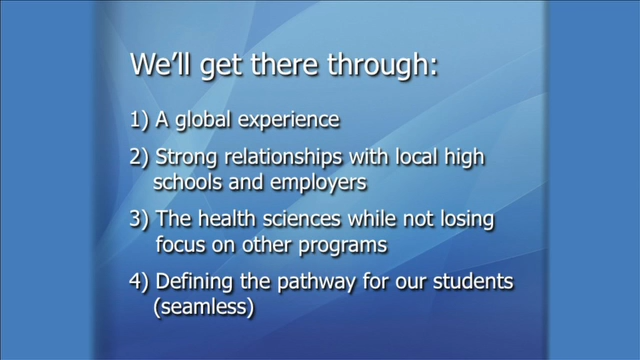 We'll get there through:
1) A global experience
2) Strong relationships with local high
schools and employers
3) The health sciences while not losing
focus on other programs
4) Defining the pathway for our students
(seamless)